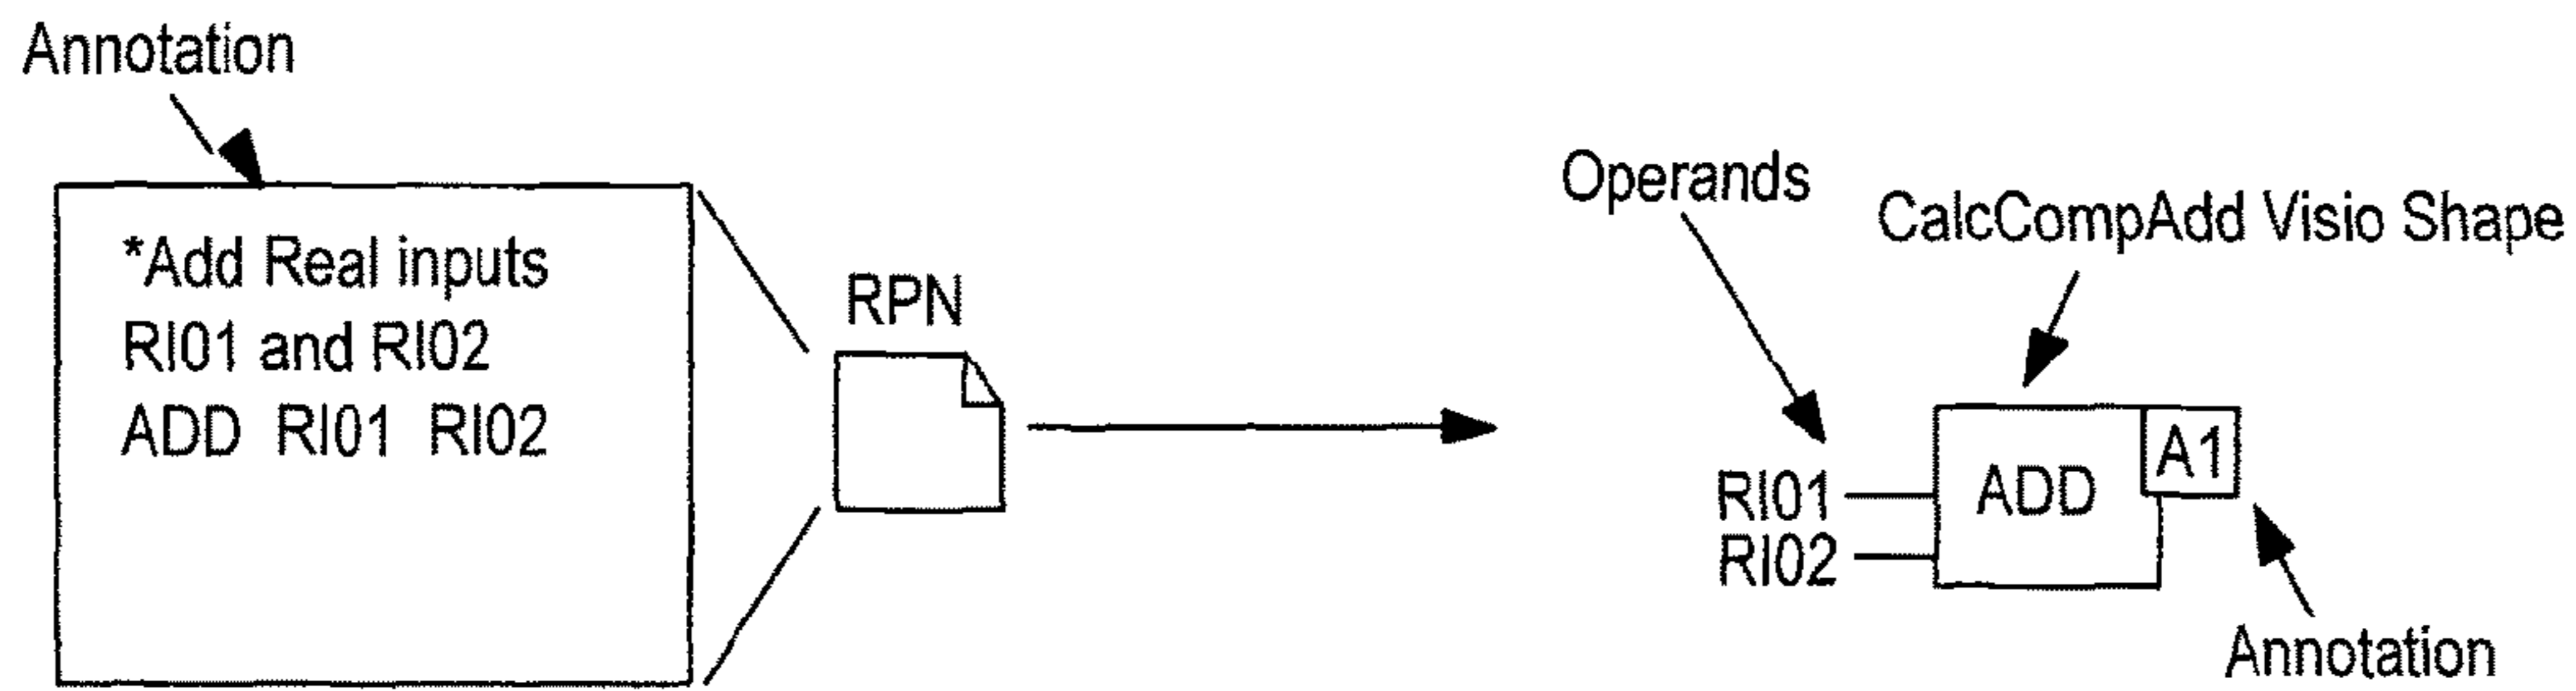 Annotation
*Add Real inputs
RI01 and RI02
ADD RI01 RI02
RPN
Operands
CalcCompAdd Visio Shape
RI01
RI02
ADD
A1
Annotation